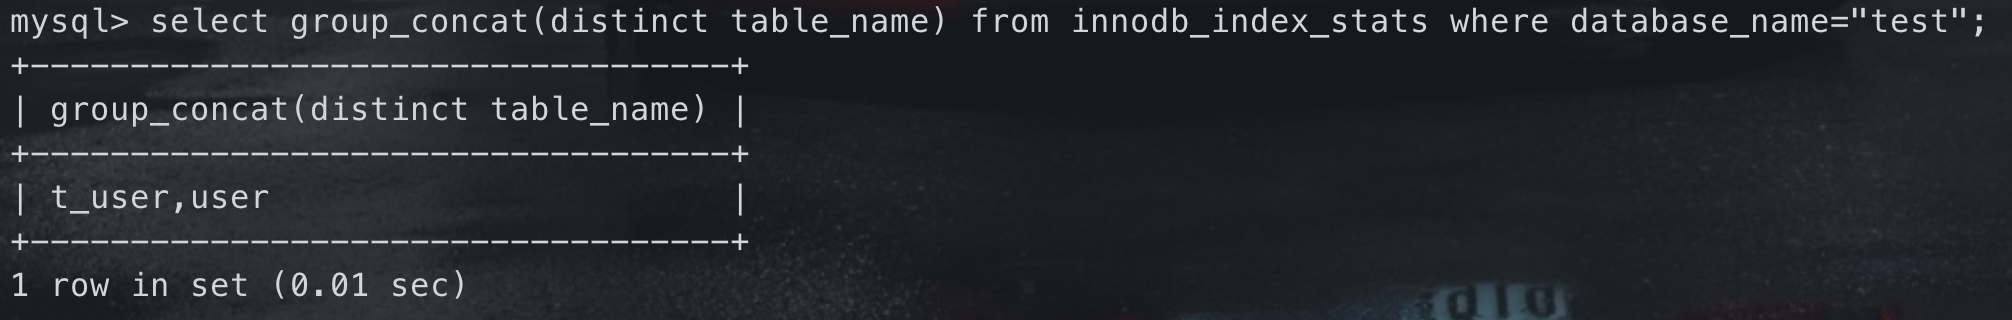 mysql> select group_concat(distinct table_name) from innodb_index_stats where database_name="test";
+-----------------------------------+
| group_concat(distinct table_name) |
+-----------------------------------+
| t_user,user                       |
+-----------------------------------+
1 row in set (0.01 sec)